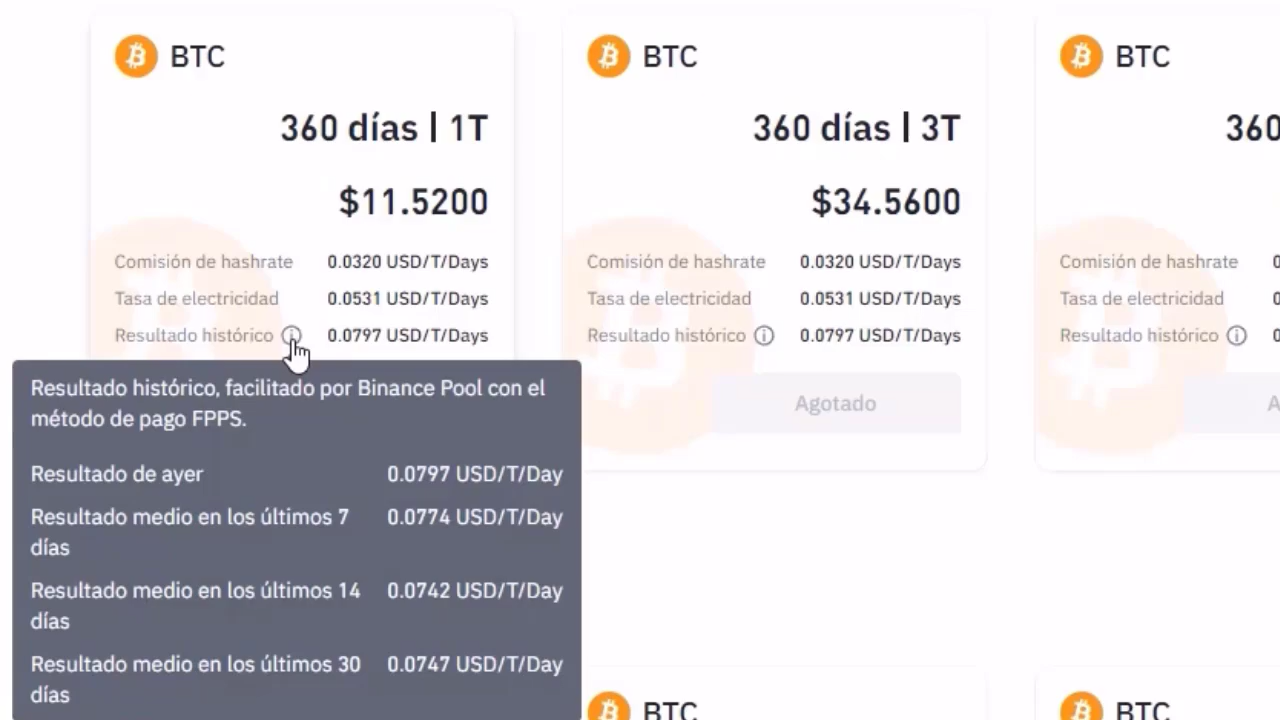 BTC
360 días | 1T
$11.5200
Comisión de hashrate 0.0320 USD/T/Days
Tasa de electricidad 0.0531 USD/T/Days
Resultado histórico 0.0797 USD/T/Days
Resultado histórico, facilitado por Binance Pool con el
método de pago FPPS.
Resultado de ayer 0.0797 USD/T/Day
Resultado medio en los últimos 7 0.0774 USD/T/Day
días
Resultado medio en los últimos 14 0.0742 USD/T/Day
días
Resultado medio en los últimos 30 0.0747 USD/T/Day
días
BTC
360 días | 3T
$34.5600
Comisión de hashrate 0.0320 USD/T/Days
Tasa de electricidad 0.0531 USD/T/Days
Resultado histórico 0.0797 USD/T/Days
Agotado
BTC
360
Comisión de hashrate
Tasa de electricidad
Resultado histórico
A
BTC
BTC